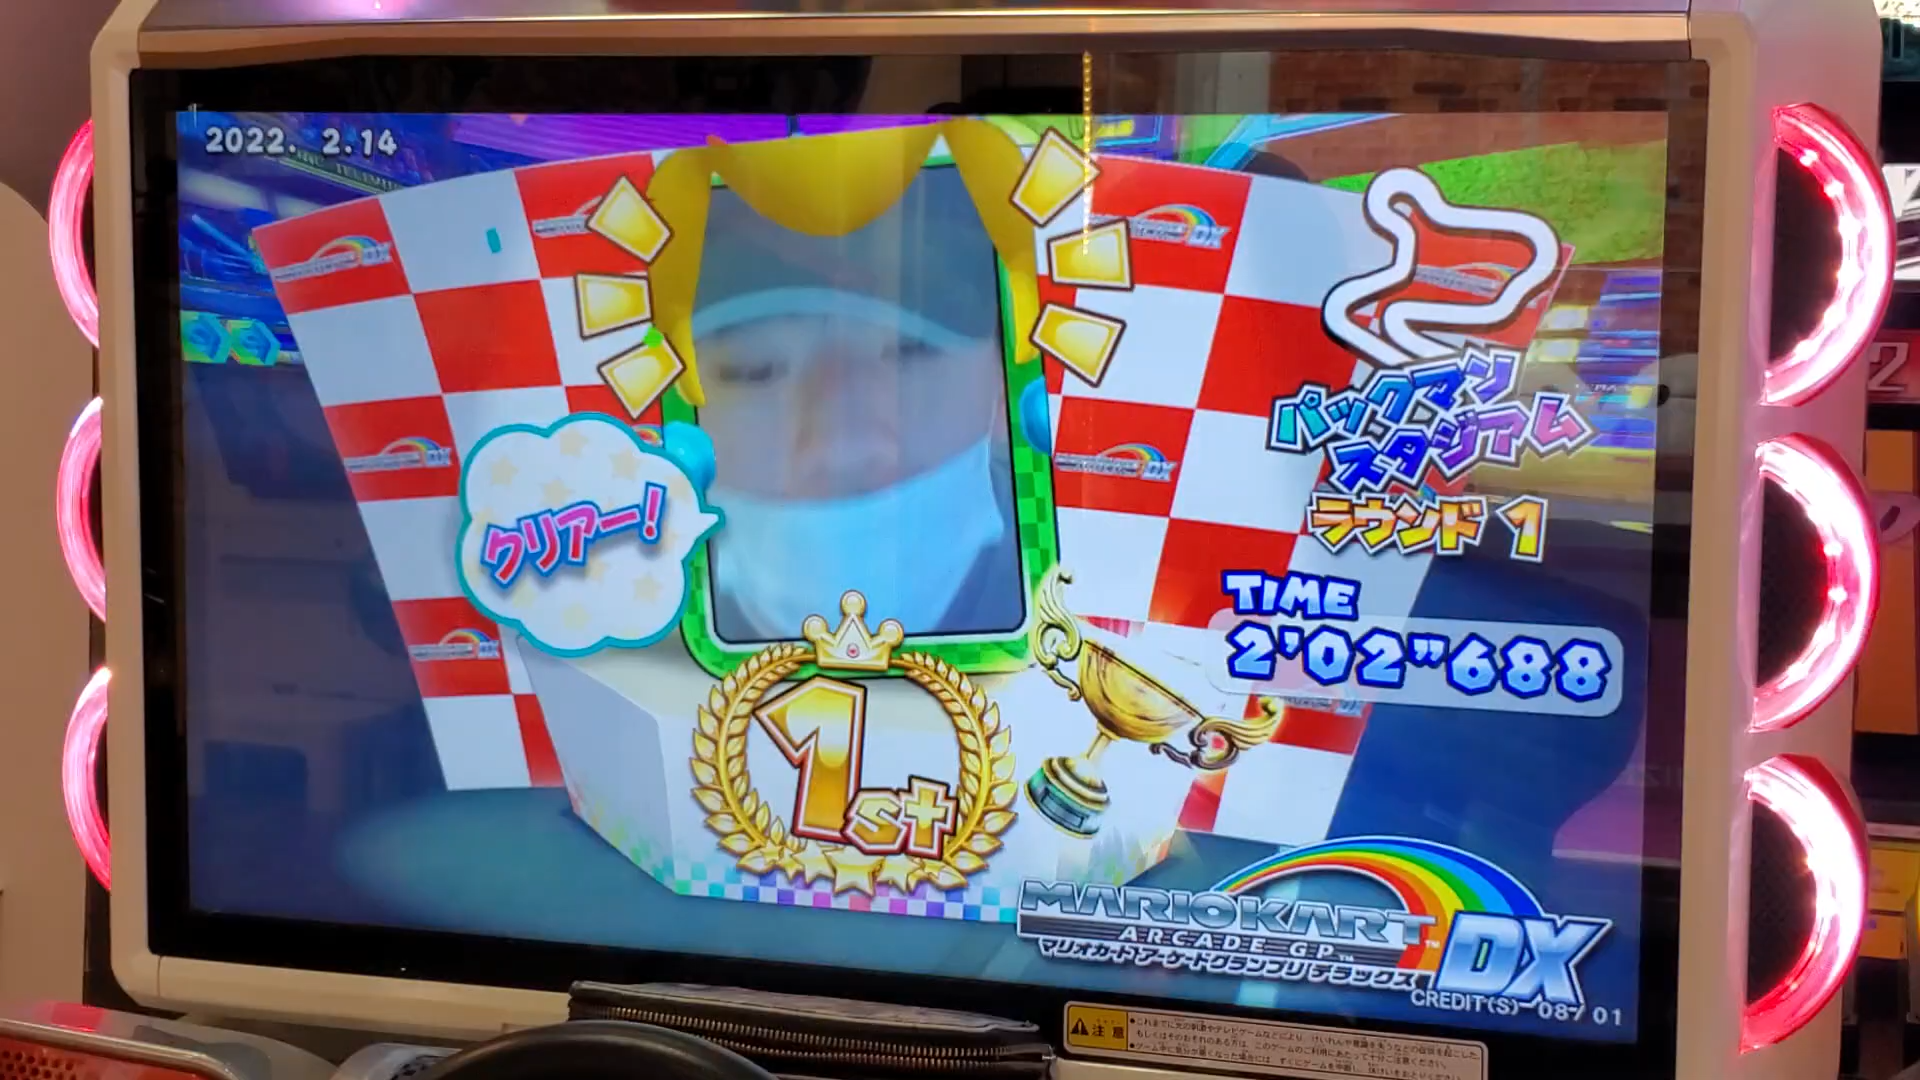 2022. 2.14
クリアー!
パックマン
スタジアム
ラウンド 1
TIME
2'02"688
1st
MARIOKART
ARCADE GP DX
マリオカート アーケードグランプリ デラックス
CREDIT(S) 08/01
注意